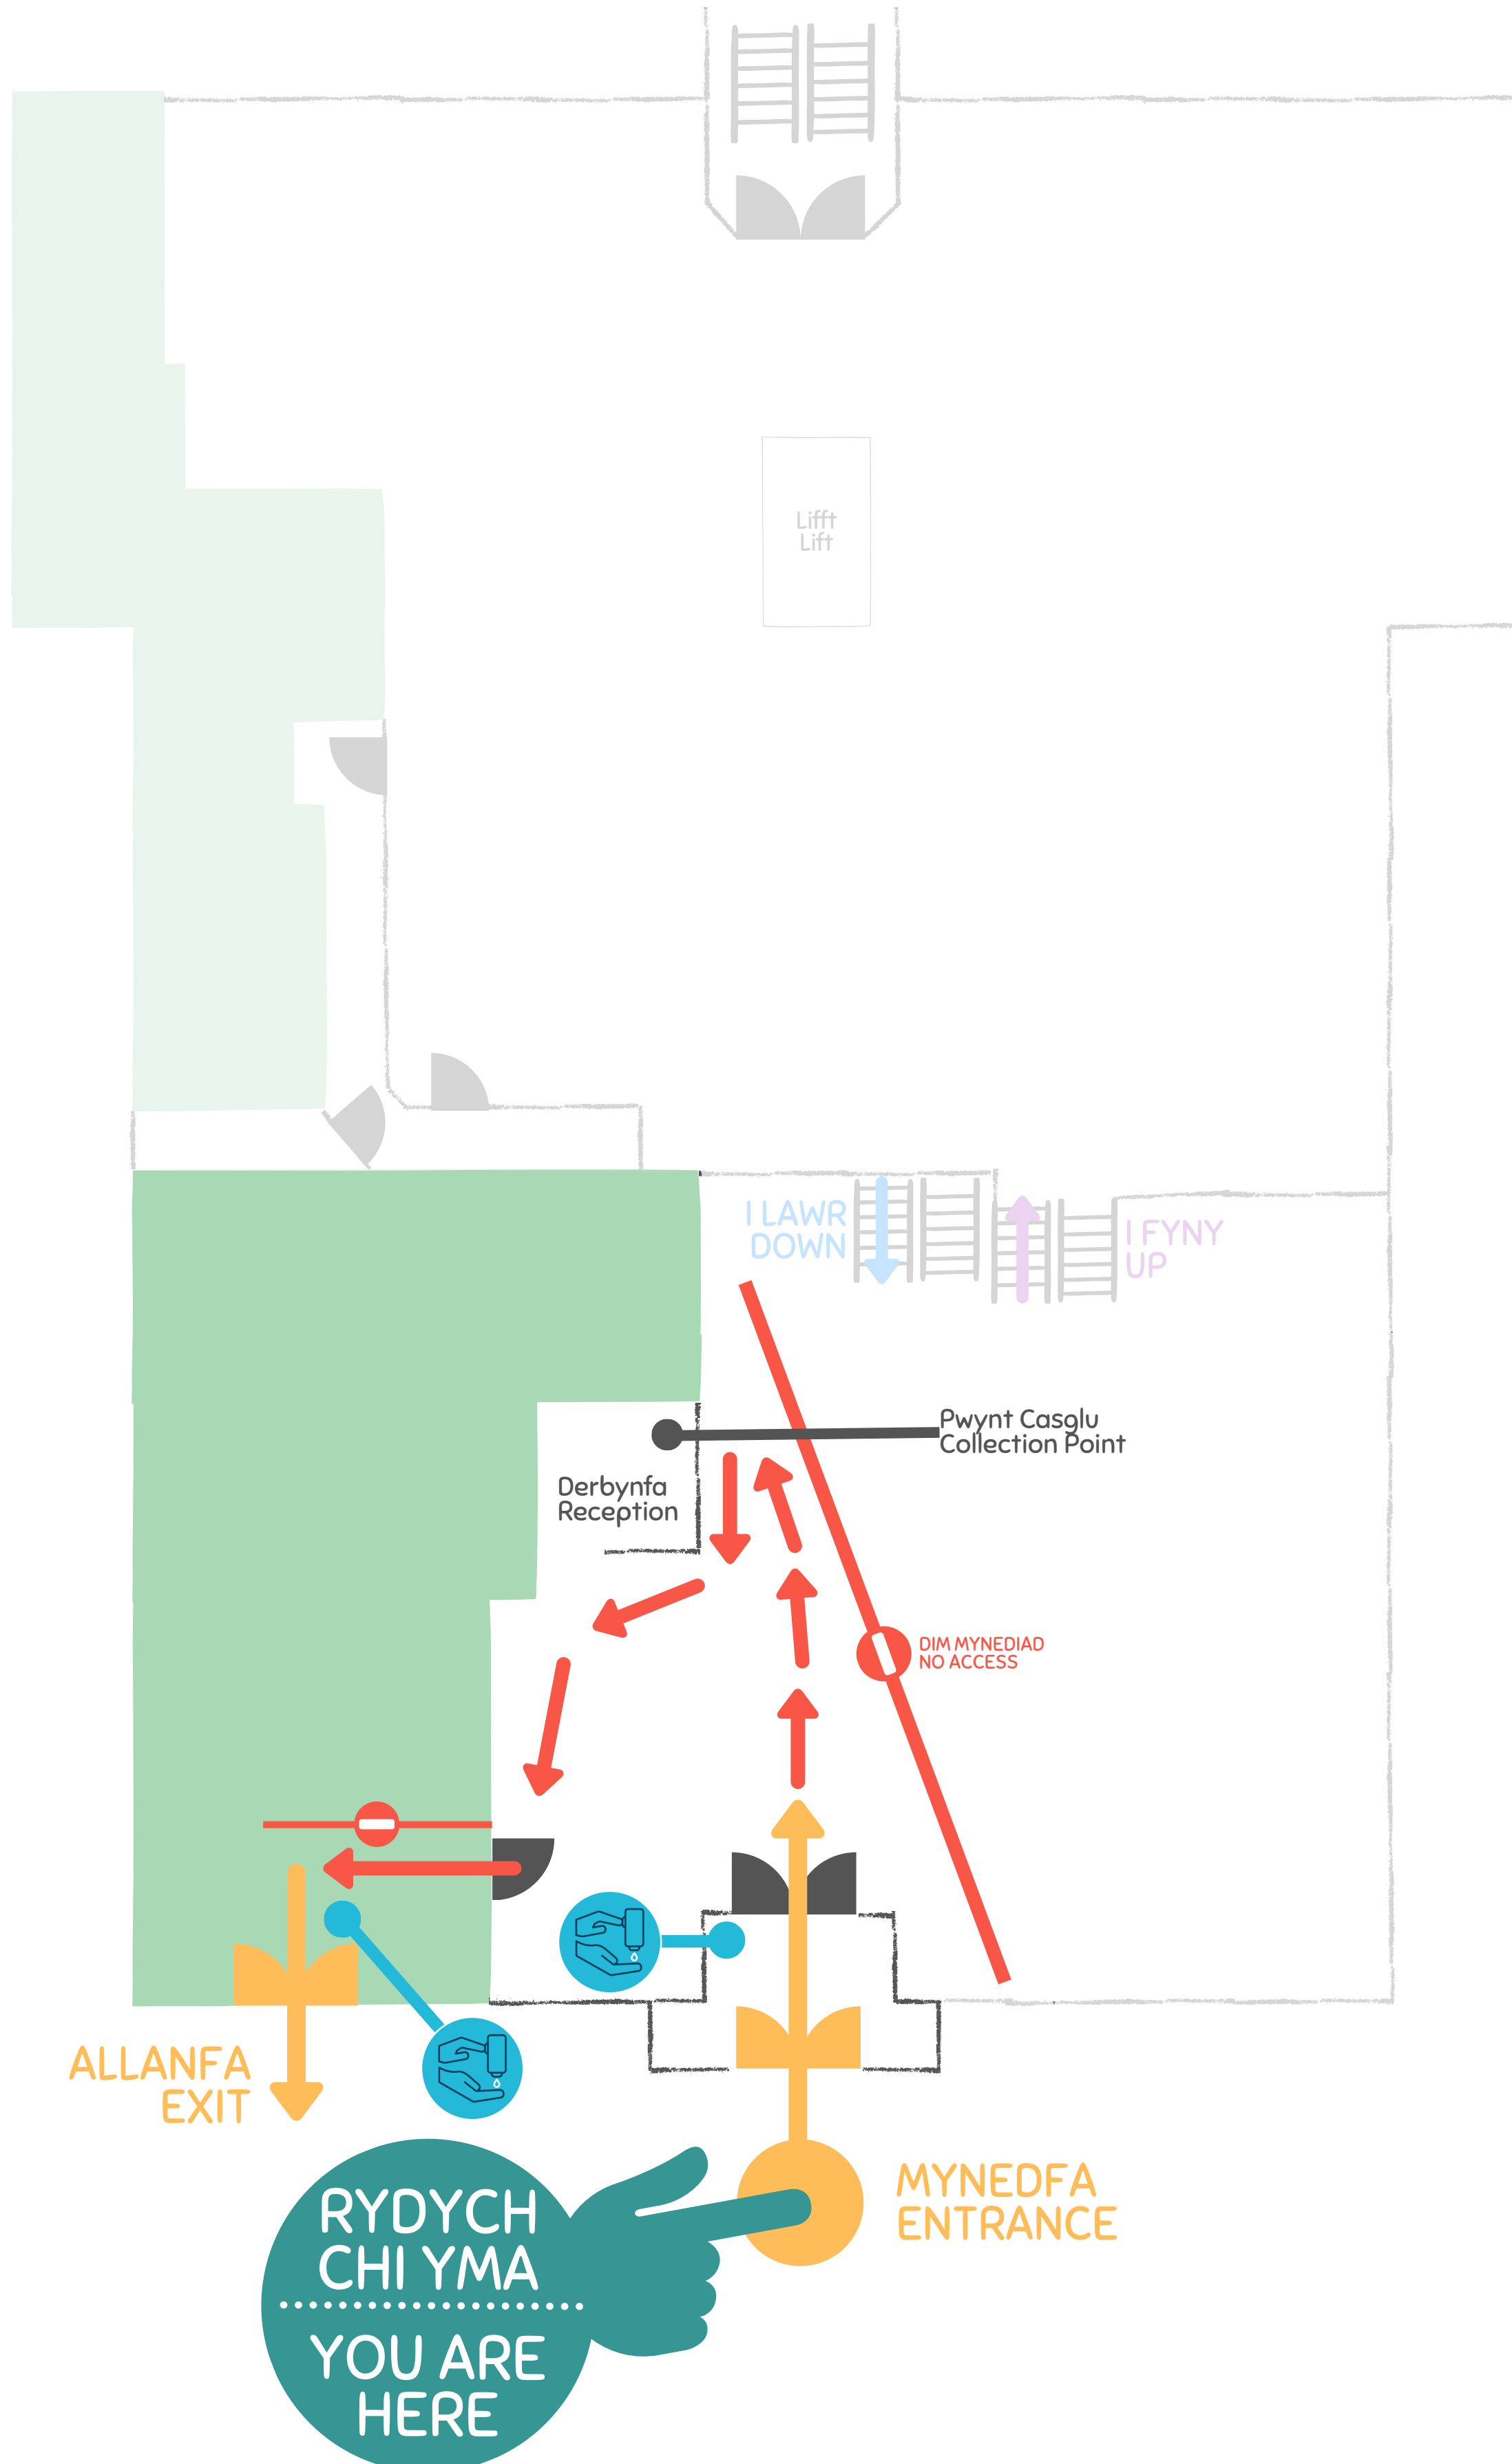 Lifft
Lift
I LAWR
DOWN
I FYNY
UP
Pwynt Casglu
Collection Point
Derbynfa
Reception
DIM MYNEDIAD
NO ACCESS
ALLANFA
EXIT
MYNEDFA
ENTRANCE
RYDYCH
CHI YMA
YOU ARE
HERE